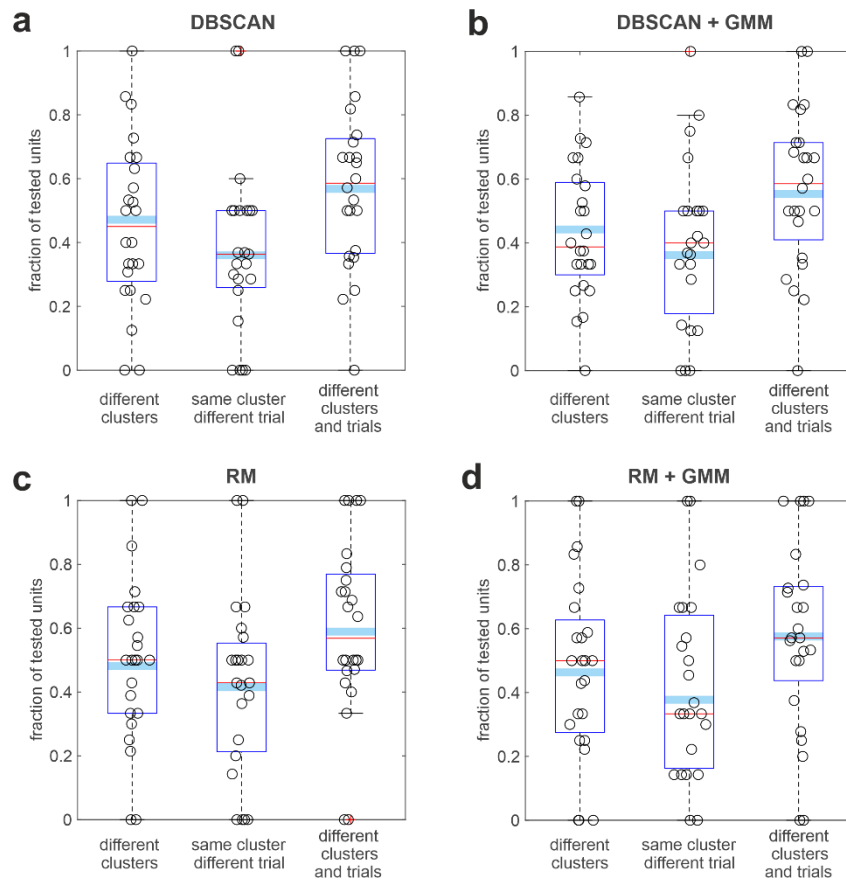 a
DBSCAN
1
0.8
0.6
0.4
0.2
0
fraction of tested units
different
clusters
same cluster
different trial
different
clusters
and trials
b
DBSCAN + GMM
1
0.8
0.6
0.4
0.2
0
fraction of tested units
different
clusters
same cluster
different trial
different
clusters
and trials
c
RM
1
0.8
0.6
0.4
0.2
0
fraction of tested units
different
clusters
same cluster
different trial
different
clusters
and trials
d
RM + GMM
1
0.8
0.6
0.4
0.2
0
fraction of tested units
different
clusters
same cluster
different trial
different
clusters
and trials